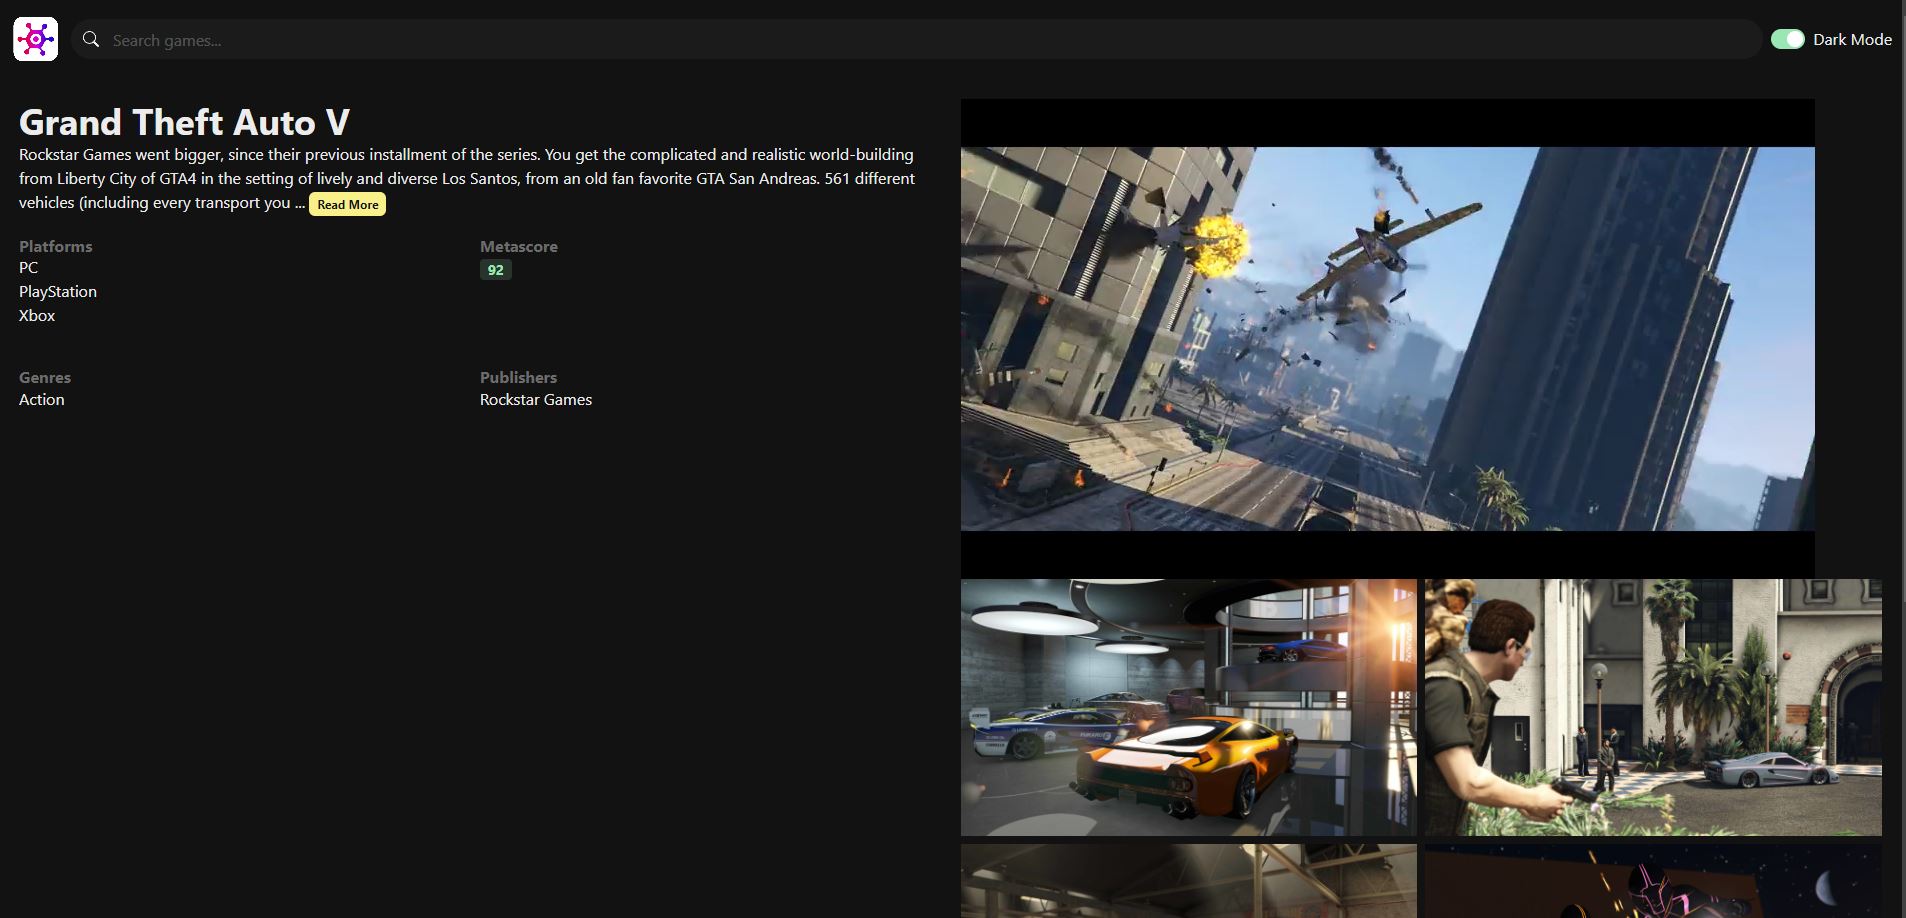 Search games...
Dark Mode
Grand Theft Auto V
Rockstar Games went bigger, since their previous installment of the series. You get the complicated and realistic world-building
from Liberty City of GTA4 in the setting of lively and diverse Los Santos, from an old fan favorite GTA San Andreas. 561 different
vehicles (including every transport you ... Read More
Platforms
PC
PlayStation
Xbox
Metascore
92
Genres
Action
Publishers
Rockstar Games